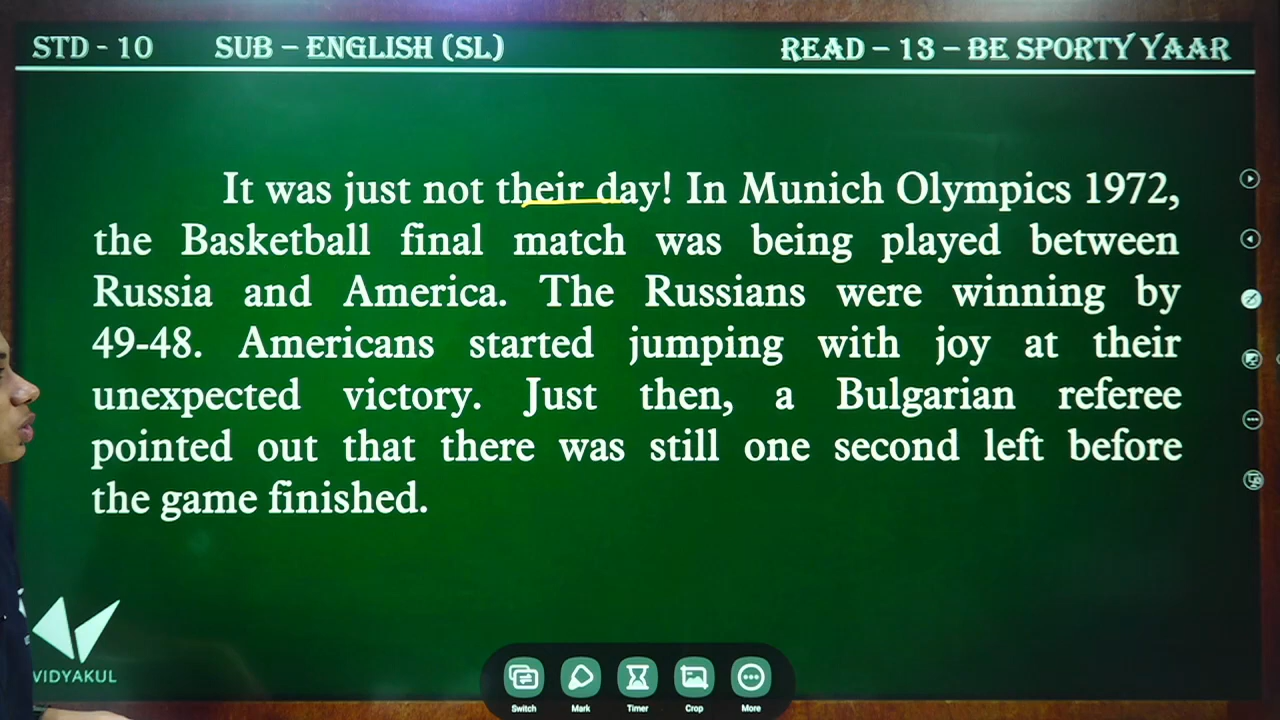 STD - 10 SUB – ENGLISH (SL) READ – 13 – BE SPORTY YAAR
It was just not their day! In Munich Olympics 1972,
the Basketball final match was being played between
Russia and America. The Russians were winning by
49-48. Americans started jumping with joy at their
unexpected victory. Just then, a Bulgarian referee
pointed out that there was still one second left before
the game finished.
VIDYAKUL
Switch Mark Timer Crop More